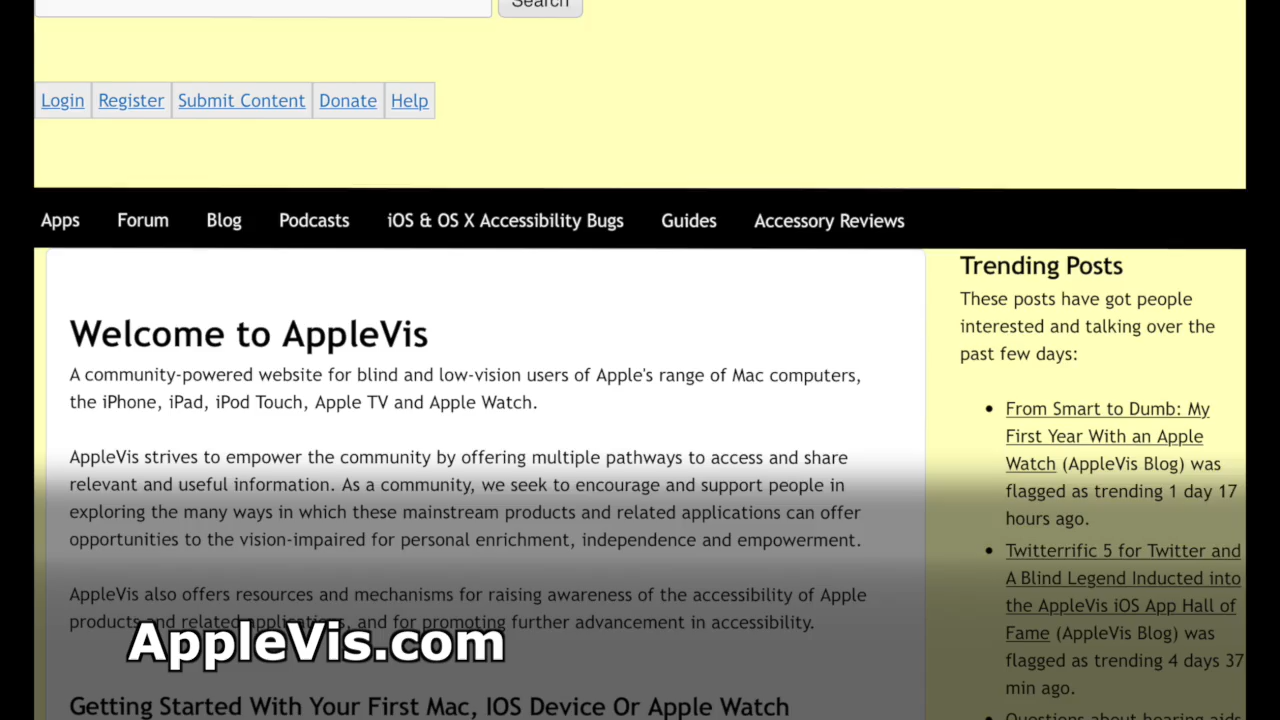 Search
Login Register Submit Content Donate Help
Apps Forum Blog Podcasts iOS & OS X Accessibility Bugs Guides Accessory Reviews
Welcome to AppleVis
A community-powered website for blind and low-vision users of Apple's range of Mac computers,
the iPhone, iPad, iPod Touch, Apple TV and Apple Watch.
AppleVis strives to empower the community by offering multiple pathways to access and share
relevant and useful information. As a community, we seek to encourage and support people in
exploring the many ways in which these mainstream products and related applications can offer
opportunities to the vision-impaired for personal enrichment, independence and empowerment.
AppleVis also offers resources and mechanisms for raising awareness of the accessibility of Apple
products and related applications, and for promoting further advancement in accessibility.
Getting Started With Your First Mac, IOS Device Or Apple Watch
Trending Posts
These posts have got people
interested and talking over the
past few days:
• From Smart to Dumb: My
First Year With an Apple
Watch (AppleVis Blog) was
flagged as trending 1 day 17
hours ago.
• Twitterrific 5 for Twitter and
A Blind Legend Inducted into
the AppleVis iOS App Hall of
Fame (AppleVis Blog) was
flagged as trending 4 days 37
min ago.
• Questions about hearing aids
AppleVis.com